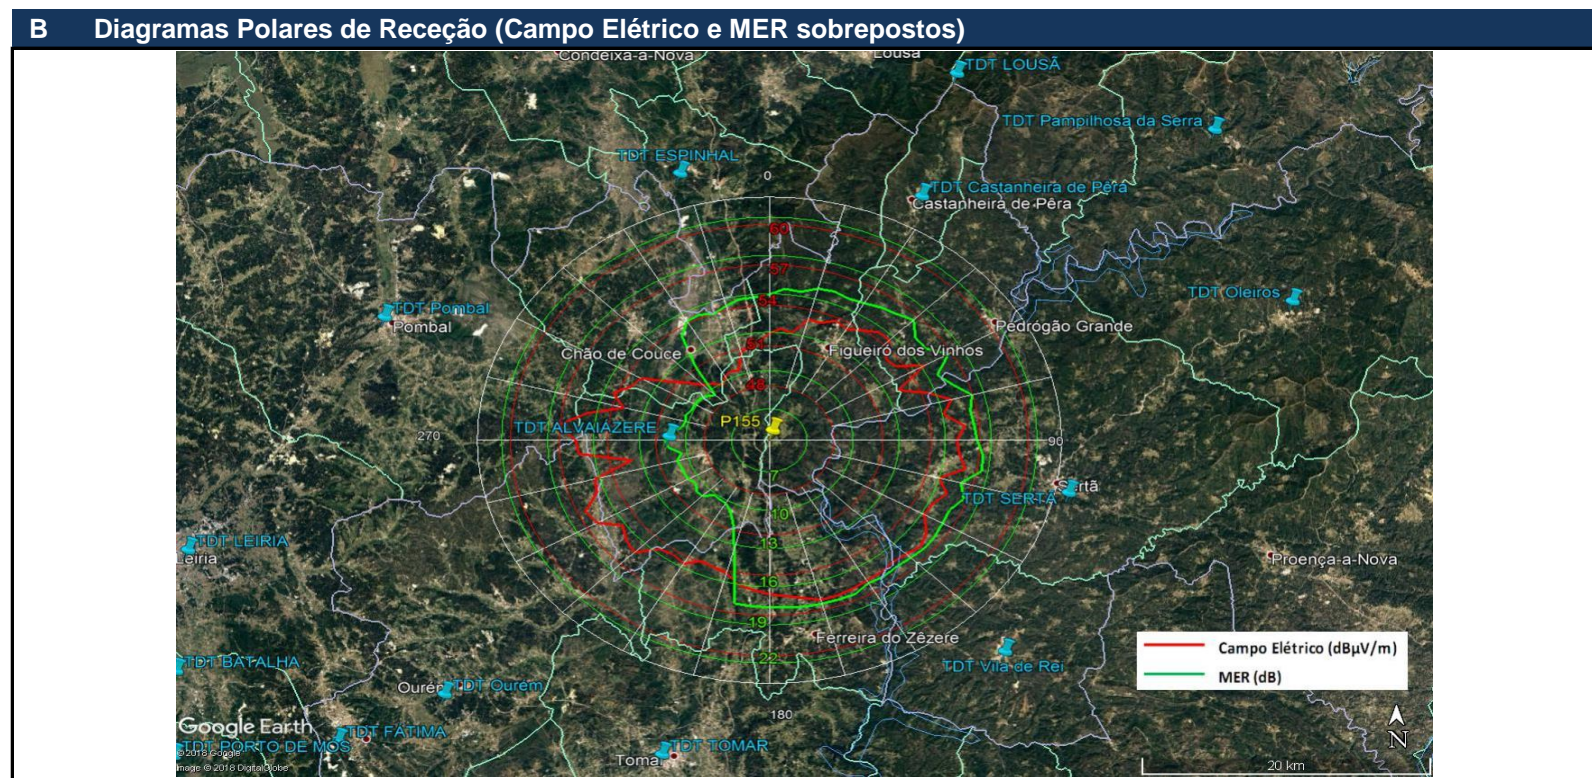 B Diagramas Polares de Receção (Campo Elétrico e MER sobrepostos)
Condeixa-a-Nova
Lousã
TDT LOUSÃ
TDT Pampilhosa da Serra
TDT ESPINHAL
0
TDT Castanheira de Pêra
Castanheira de Pêra
60
57
TDT Oleiros
54
TDT Pombal
Pombal
Pedrógão Grande
51
Chão de Couce
Figueiró dos Vinhos
48
P155
TDT ALVAIÁZERE
270
90
7
Sertã
TDT SERTÃ
10
TDT LEIRIA
13
Leiria
Proença-a-Nova
16
19
Ferreira do Zêzere
Campo Elétrico (dBµV/m)
22
TDT BATALHA
TDT Vila de Rei
MER (dB)
Ourém
TDT Ourém
180
Google Earth
TDT FÁTIMA
N
TDT PORTO DE MÓS
TDT TOMAR
© 2018 Google
Tomar
Image © 2018 DigitalGlobe
20 km